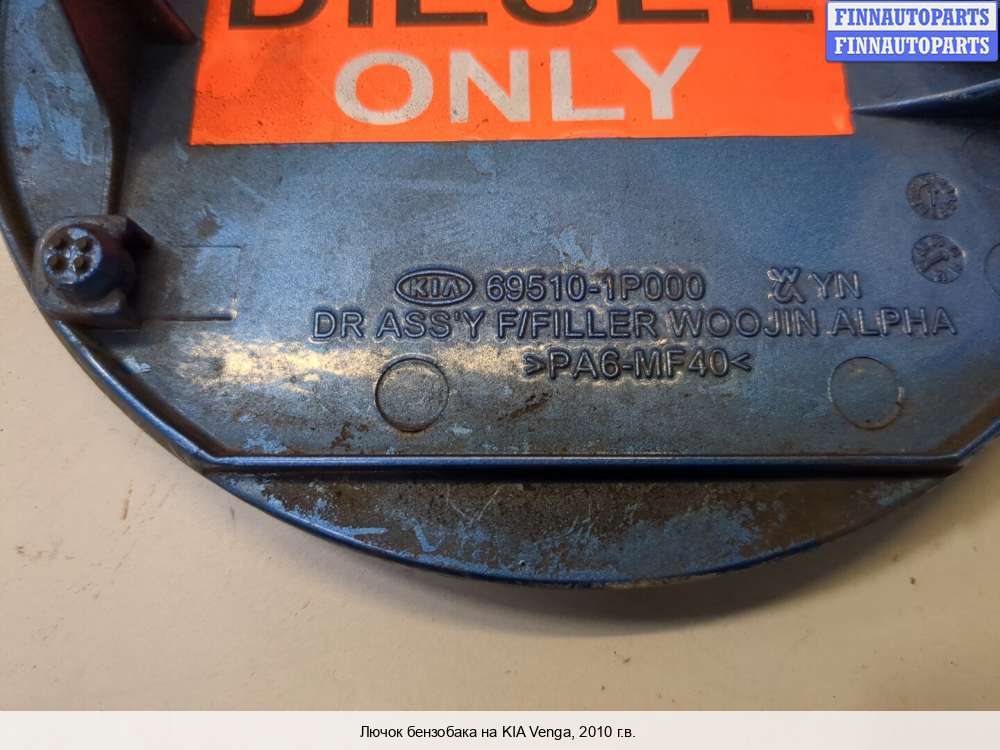 FINNAUTOPARTS
FINNAUTOPARTS
DIESEL
ONLY
KIA 69510-1P000 YN
DR ASS'Y F/FILLER WOOJIN ALPHA
>PA6-MF40<
Лючок бензобака на KIA Venga, 2010 г.в.